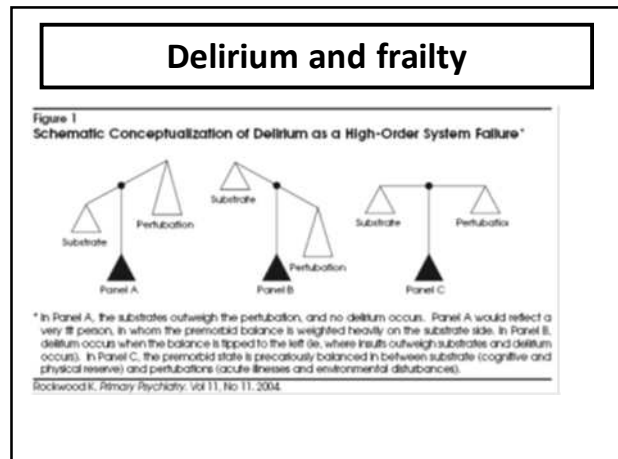 Delirium and frailty
Figure 1
Schematic Conceptualization of Delirium as a High-Order System Failure*
Substrate
Pertubation
Panel A
Substrate
Pertubation
Panel B
Substrate
Pertubation
Panel C
* In Panel A, the substrates outweigh the pertubation, and no delirium occurs. Panel A would reflect a
very fit person, in whom the premorbid balance is weighted heavily on the substrate side. In Panel B,
delirium occurs when the balance is tipped to the left (ie, where insults outweigh substrates and delirium
occurs). In Panel C, the premorbid state is precariously balanced in between substrate (cognitive and
physical reserve) and pertubations (acute illnesses and environmental disturbances).
Rockwood K. Primary Psychiatry. Vol 11, No 11. 2004.